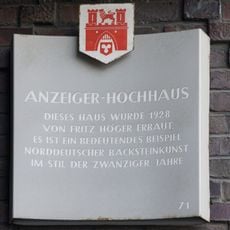 ANZEIGER-HOCHHAUS
DIESES HAUS WURDE 1928
VON FRITZ HÖGER ERBAUT
ES IST EIN BEDEUTENDES BEISPIEL
NORDDEUTSCHER BACKSTEINKUNST
IM STIL DER ZWANZIGER JAHRE
71